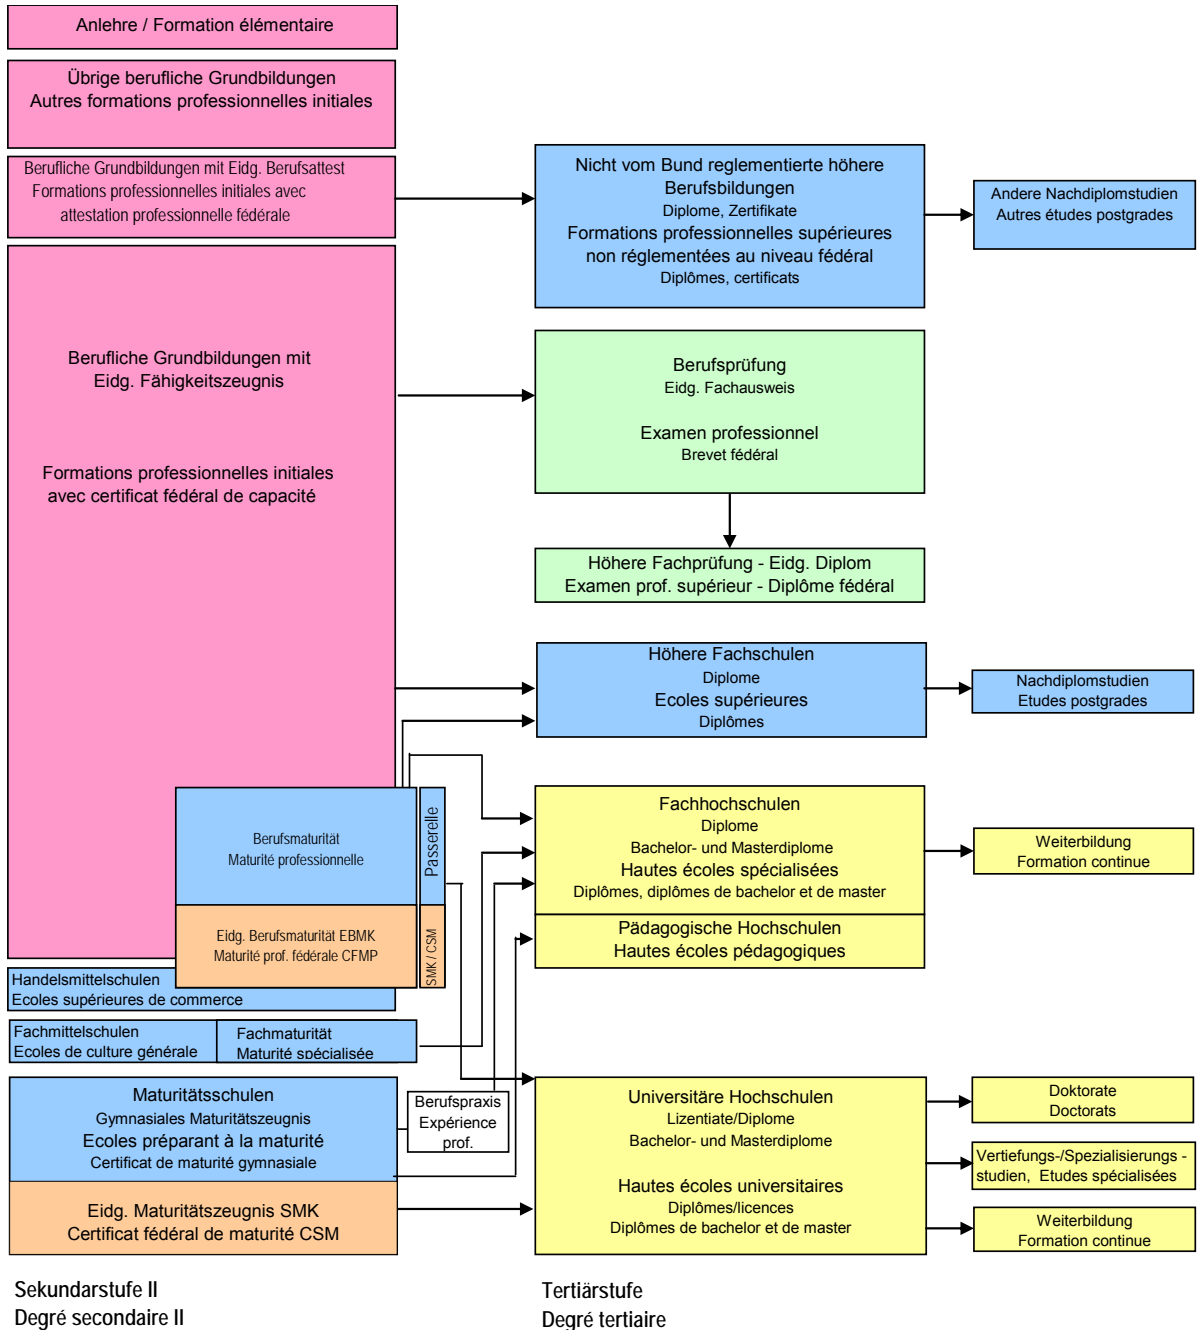 Anlehre / Formation élémentaire
Übrige berufliche Grundbildungen
Autres formations professionnelles initiales
Berufliche Grundbildungen mit Eidg. Berufsattest
Formations professionnelles initiales avec
attestation professionnelle fédérale
Berufliche Grundbildungen mit
Eidg. Fähigkeitszeugnis
Formations professionnelles initiales
avec certificat fédéral de capacité
Berufsmaturität
Maturité professionnelle
Passerelle
Eidg. Berufsmaturität EBMK
Maturité prof. fédérale CFMP
SMK / CSM
Handelsmittelschulen
Ecoles supérieures de commerce
Fachmittelschulen
Ecoles de culture générale
Fachmaturität
Maturité spécialisée
Maturitätsschulen
Gymnasiales Maturitätszeugnis
Ecoles préparant à la maturité
Certificat de maturité gymnasiale
Eidg. Maturitätszeugnis SMK
Certificat fédéral de maturité CSM
Berufspraxis
Expérience
prof.
Nicht vom Bund reglementierte höhere
Berufsbildungen
Diplome, Zertifikate
Formations professionnelles supérieures
non réglementées au niveau fédéral
Diplômes, certificats
Andere Nachdiplomstudien
Autres études postgrades
Berufsprüfung
Eidg. Fachausweis
Examen professionnel
Brevet fédéral
Höhere Fachprüfung - Eidg. Diplom
Examen prof. supérieur - Diplôme fédéral
Höhere Fachschulen
Diplome
Ecoles supérieures
Diplômes
Nachdiplomstudien
Etudes postgrades
Fachhochschulen
Diplome
Bachelor- und Masterdiplome
Hautes écoles spécialisées
Diplômes, diplômes de bachelor et de master
Weiterbildung
Formation continue
Pädagogische Hochschulen
Hautes écoles pédagogiques
Universitäre Hochschulen
Lizentiate/Diplome
Bachelor- und Masterdiplome
Hautes écoles universitaires
Diplômes/licences
Diplômes de bachelor et de master
Doktorate
Doctorats
Vertiefungs-/Spezialisierungs -
studien, Etudes spécialisées
Weiterbildung
Formation continue
Sekundarstufe II
Degré secondaire II
Tertiärstufe
Degré tertiaire